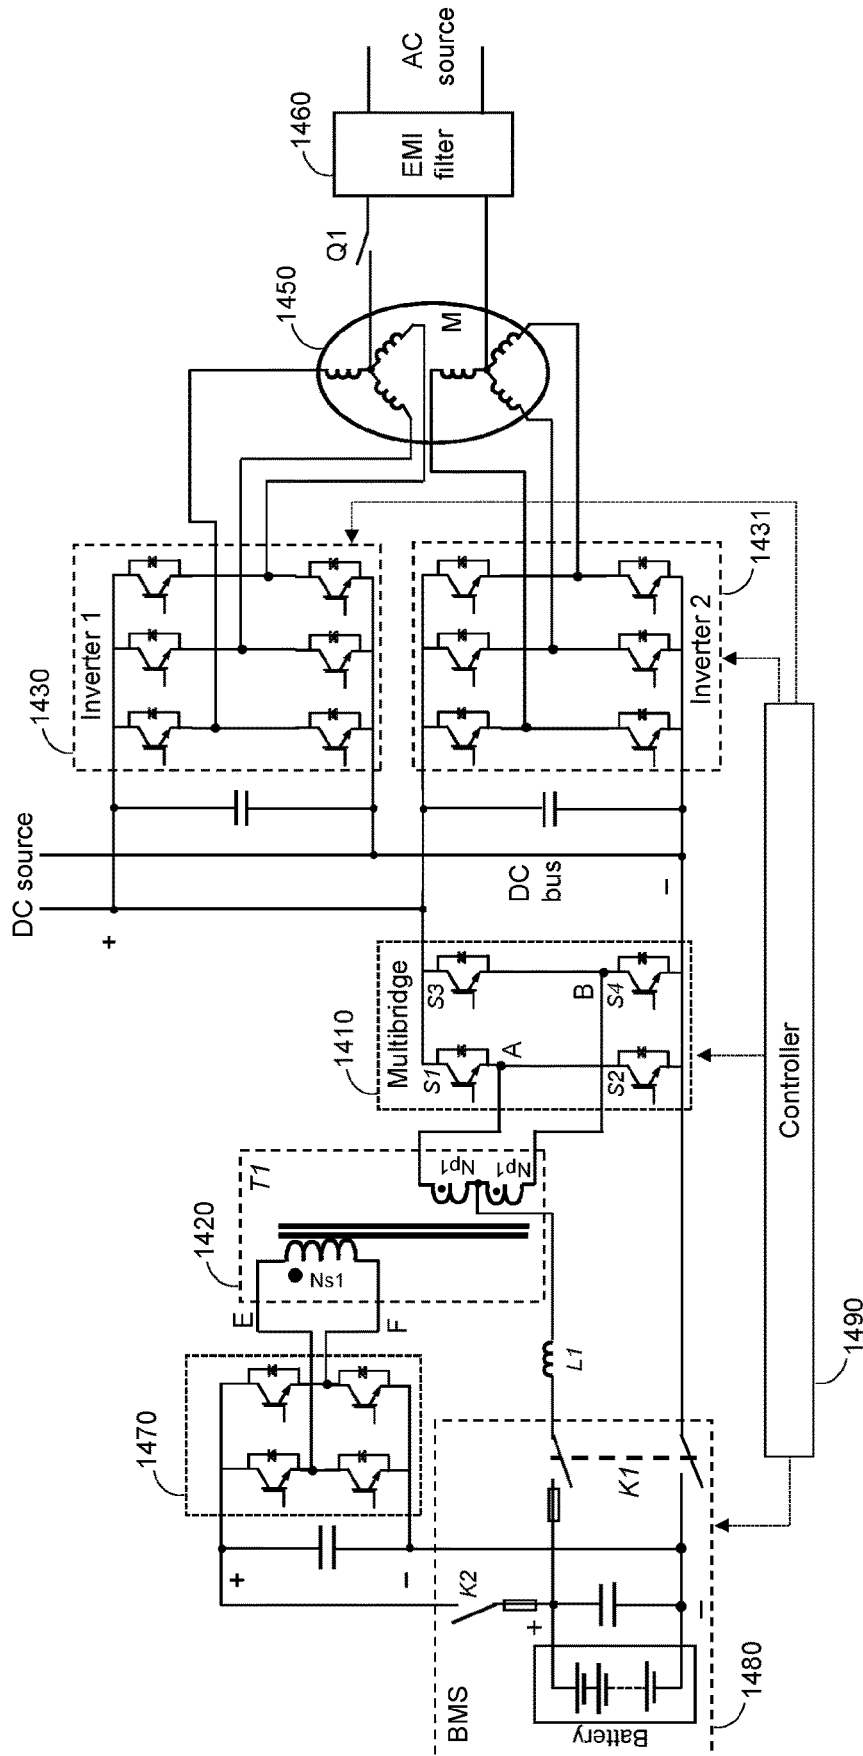 AC source
1460
EMI filter
Q1
1450
M
1430
Inverter 1
Inverter 2
1431
DC source
+
DC bus
–
1410
Multibridge
S1
S3
A
B
S2
S4
1420
T1
Np1
Np1
Ns1
E
F
L1
1470
+
–
K1
K2
+
–
BMS
Battery
1480
Controller
1490